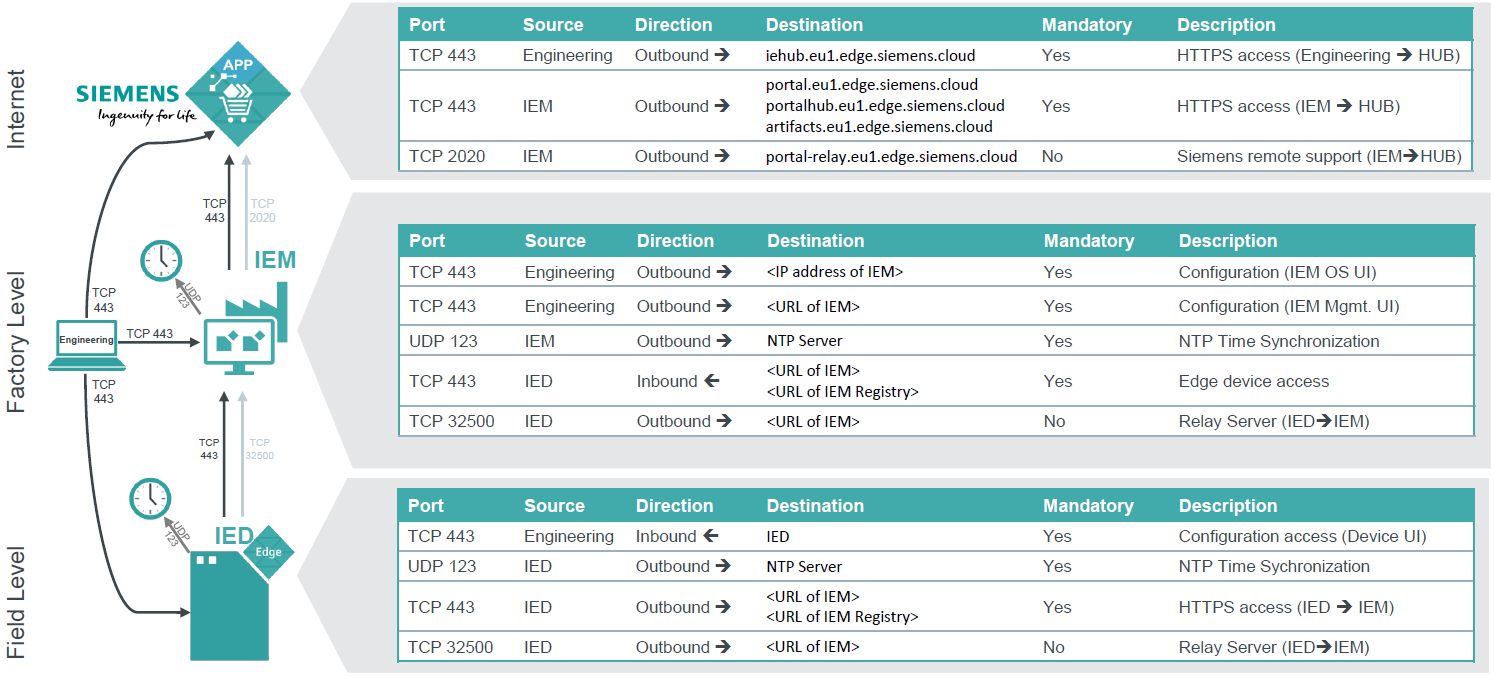 Internet
SIEMENS
Ingenuity for life
APP
TCP
443
TCP
2020
Factory Level
IEM
UDP
123
TCP
443
Engineering
TCP 443
TCP
443
TCP
443
TCP
32500
Field Level
UDP
123
IED
Edge
Port Source Direction Destination Mandatory Description
TCP 443 Engineering Outbound → iehub.eu1.edge.siemens.cloud Yes HTTPS access (Engineering → HUB)
portal.eu1.edge.siemens.cloud
TCP 443 IEM Outbound → portalhub.eu1.edge.siemens.cloud Yes HTTPS access (IEM → HUB)
artifacts.eu1.edge.siemens.cloud
TCP 2020 IEM Outbound → portal-relay.eu1.edge.siemens.cloud No Siemens remote support (IEM→HUB)
Port Source Direction Destination Mandatory Description
TCP 443 Engineering Outbound → <IP address of IEM> Yes Configuration (IEM OS UI)
TCP 443 Engineering Outbound → <URL of IEM> Yes Configuration (IEM Mgmt. UI)
UDP 123 IEM Outbound → NTP Server Yes NTP Time Synchronization
<URL of IEM>
TCP 443 IED Inbound ← Yes Edge device access
<URL of IEM Registry>
TCP 32500 IED Outbound → <URL of IEM> No Relay Server (IED→IEM)
Port Source Direction Destination Mandatory Description
TCP 443 Engineering Inbound ← IED Yes Configuration access (Device UI)
UDP 123 IED Outbound → NTP Server Yes NTP Time Sychronization
<URL of IEM>
TCP 443 IED Outbound → Yes HTTPS access (IED → IEM)
<URL of IEM Registry>
TCP 32500 IED Outbound → <URL of IEM> No Relay Server (IED→IEM)